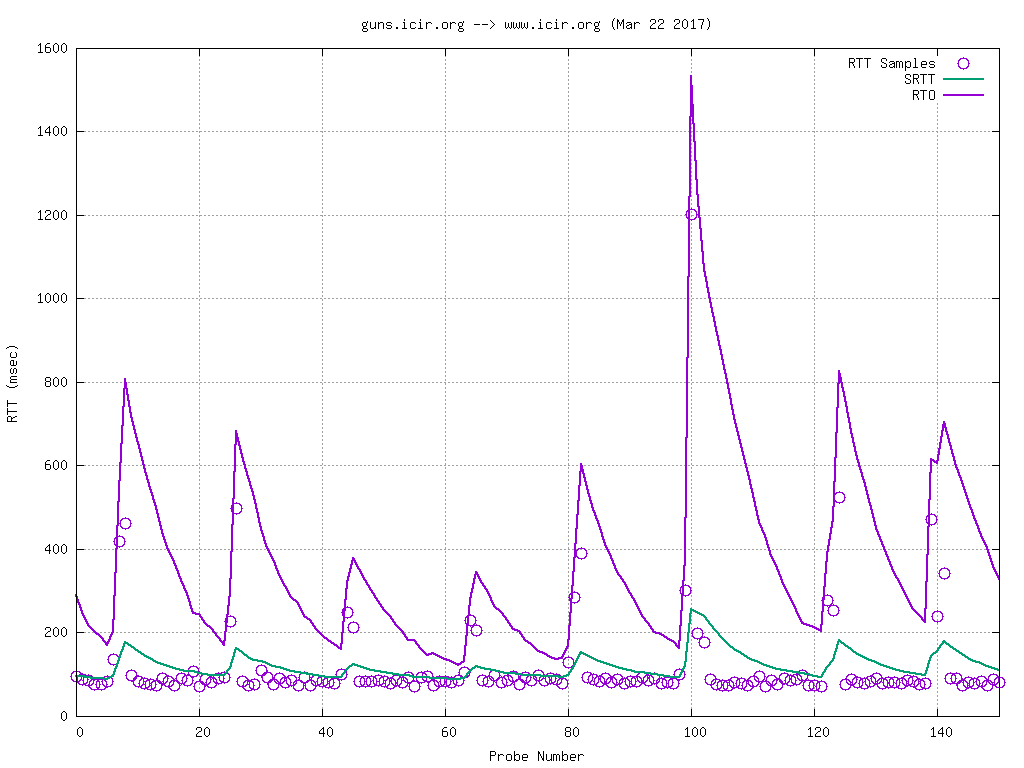 guns.icir.org --> www.icir.org (Mar 22 2017)
RTT Samples
SRTT
RTO
1600
1400
1200
1000
800
600
400
200
0
RTT (msec)
0 20 40 60 80 100 120 140
Probe Number